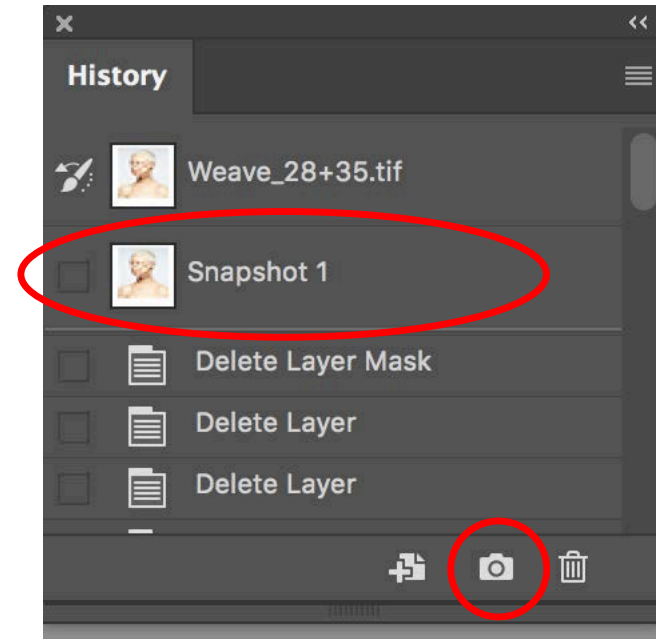 History
Weave_28+35.tif
Snapshot 1
Delete Layer Mask
Delete Layer
Delete Layer